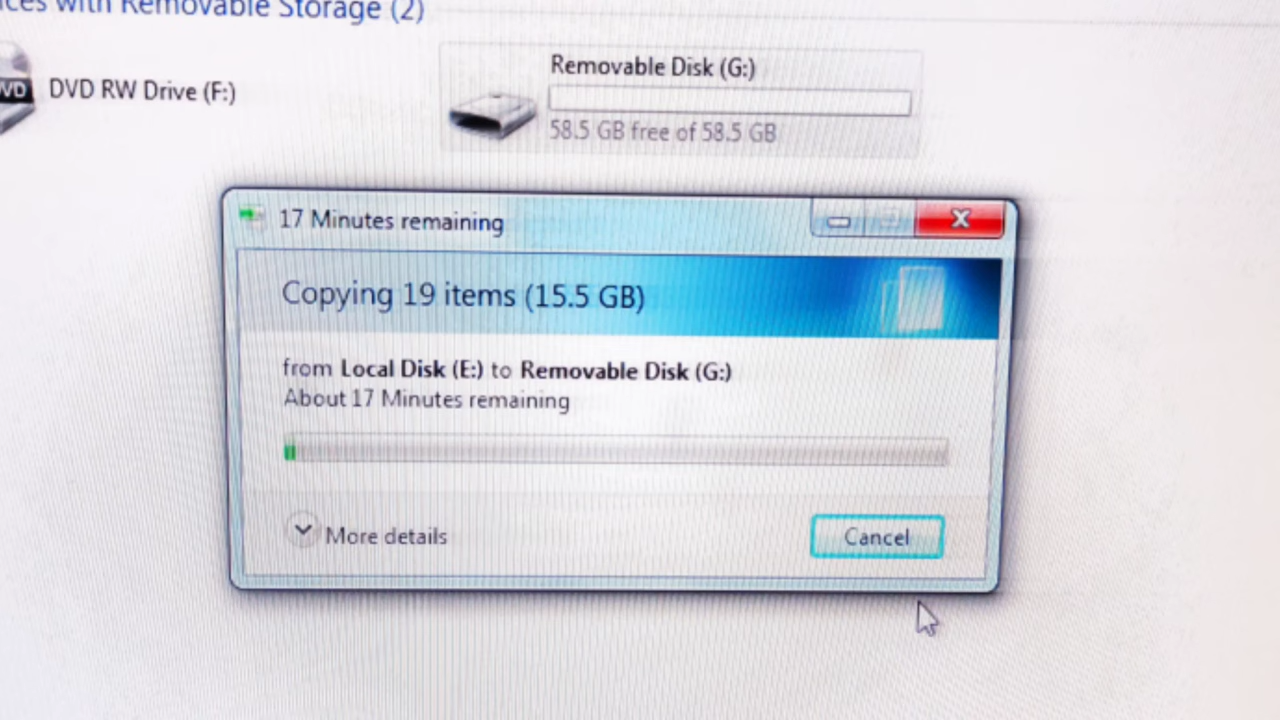 with Removable Storage (2)
DVD RW Drive (F:)
Removable Disk (G:)
58.5 GB free of 58.5 GB
17 Minutes remaining
Copying 19 items (15.5 GB)
from Local Disk (E:) to Removable Disk (G:)
About 17 Minutes remaining
More details
Cancel